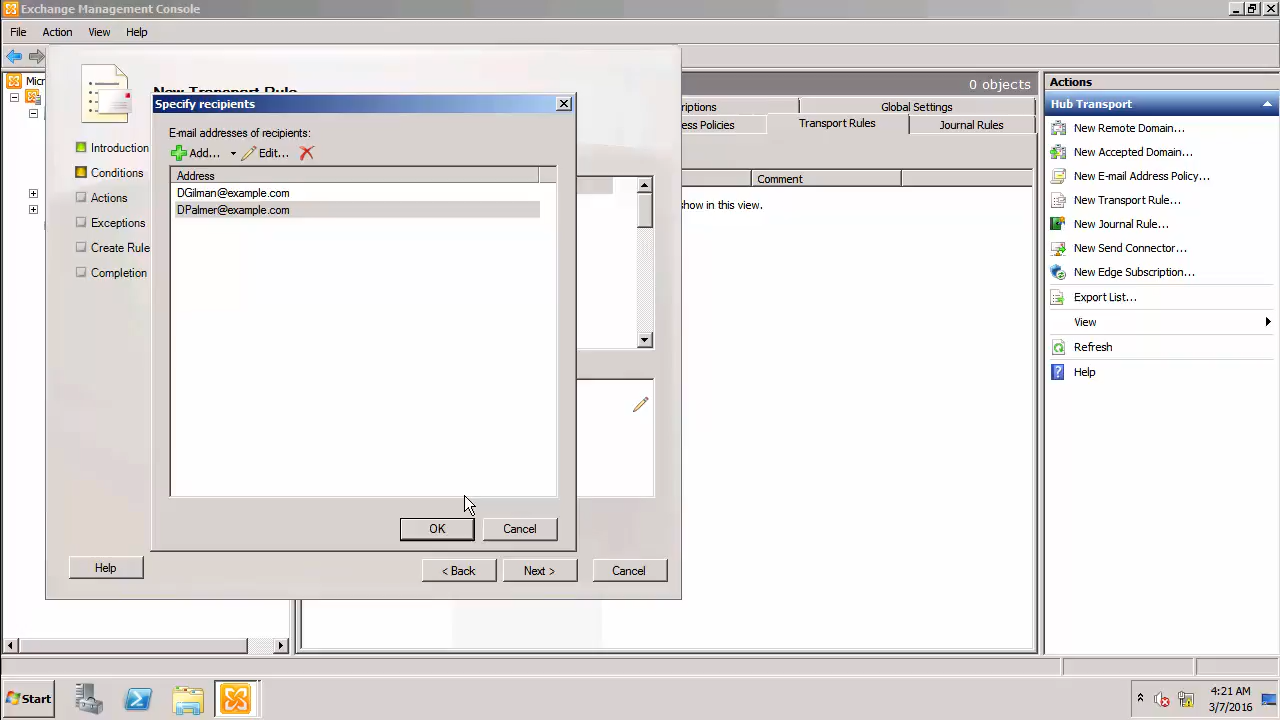 Exchange Management Console
File Action View Help
Micr
New Transport Rule
Introduction
Conditions
Actions
Exceptions
Create Rule
Completion
Specify recipients
E-mail addresses of recipients:
Add... Edit...
Address
DGilman@example.com
DPalmer@example.com
OK Cancel
Help < Back Next > Cancel
0 objects
riptions Global Settings
ess Policies Transport Rules Journal Rules
Comment
show in this view.
Actions
Hub Transport
New Remote Domain...
New Accepted Domain...
New E-mail Address Policy...
New Transport Rule...
New Journal Rule...
New Send Connector...
New Edge Subscription...
Export List...
View
Refresh
Help
Start
4:21 AM
3/7/2016